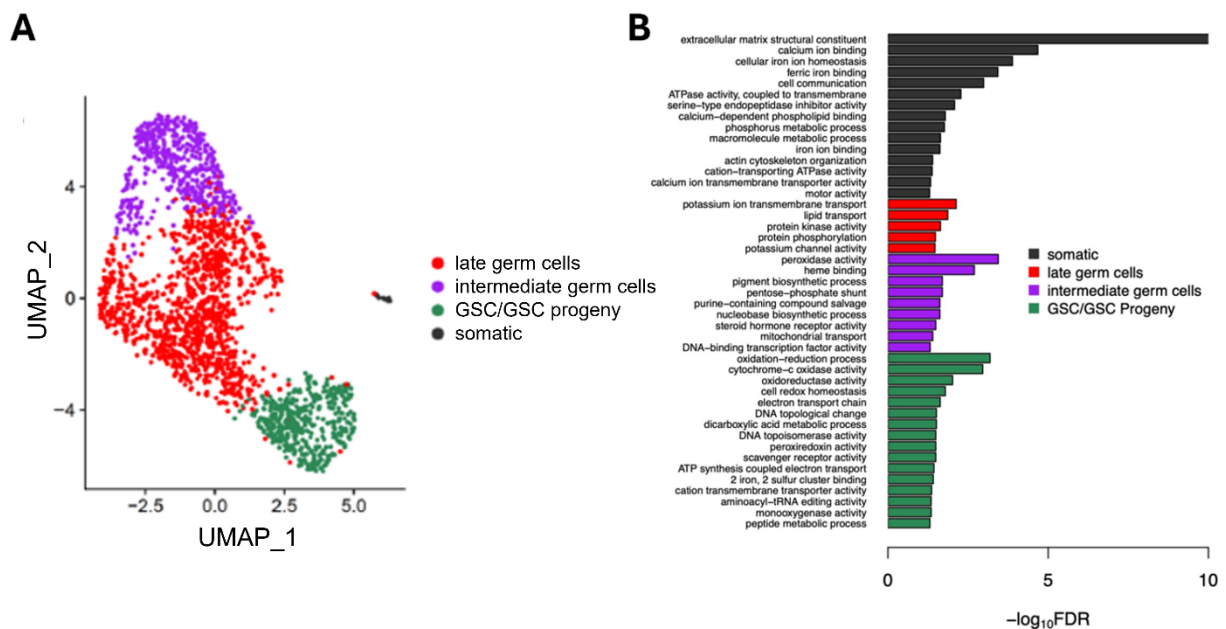 A
UMAP_2
4
0
−4
−2.5
0.0
2.5
5.0
UMAP_1
late germ cells
intermediate germ cells
GSC/GSC progeny
somatic
B
extracellular matrix structural constituent
calcium ion binding
cellular iron ion homeostasis
ferric iron binding
cell communication
ATPase activity, coupled to transmembrane
serine−type endopeptidase inhibitor activity
calcium−dependent phospholipid binding
phosphorus metabolic process
macromolecule metabolic process
iron ion binding
actin cytoskeleton organization
cation−transporting ATPase activity
calcium ion transmembrane transporter activity
motor activity
potassium ion transmembrane transport
lipid transport
protein kinase activity
protein phosphorylation
potassium channel activity
peroxidase activity
heme binding
pigment biosynthetic process
pentose−phosphate shunt
purine−containing compound salvage
nucleobase biosynthetic process
steroid hormone receptor activity
mitochondrial transport
DNA−binding transcription factor activity
oxidation−reduction process
cytochrome−c oxidase activity
oxidoreductase activity
cell redox homeostasis
electron transport chain
DNA topological change
dicarboxylic acid metabolic process
DNA topoisomerase activity
peroxiredoxin activity
scavenger receptor activity
ATP synthesis coupled electron transport
2 iron, 2 sulfur cluster binding
cation transmembrane transporter activity
aminoacyl−tRNA editing activity
monooxygenase activity
peptide metabolic process
somatic
late germ cells
intermediate germ cells
GSC/GSC Progeny
0
5
10
−log₁₀FDR